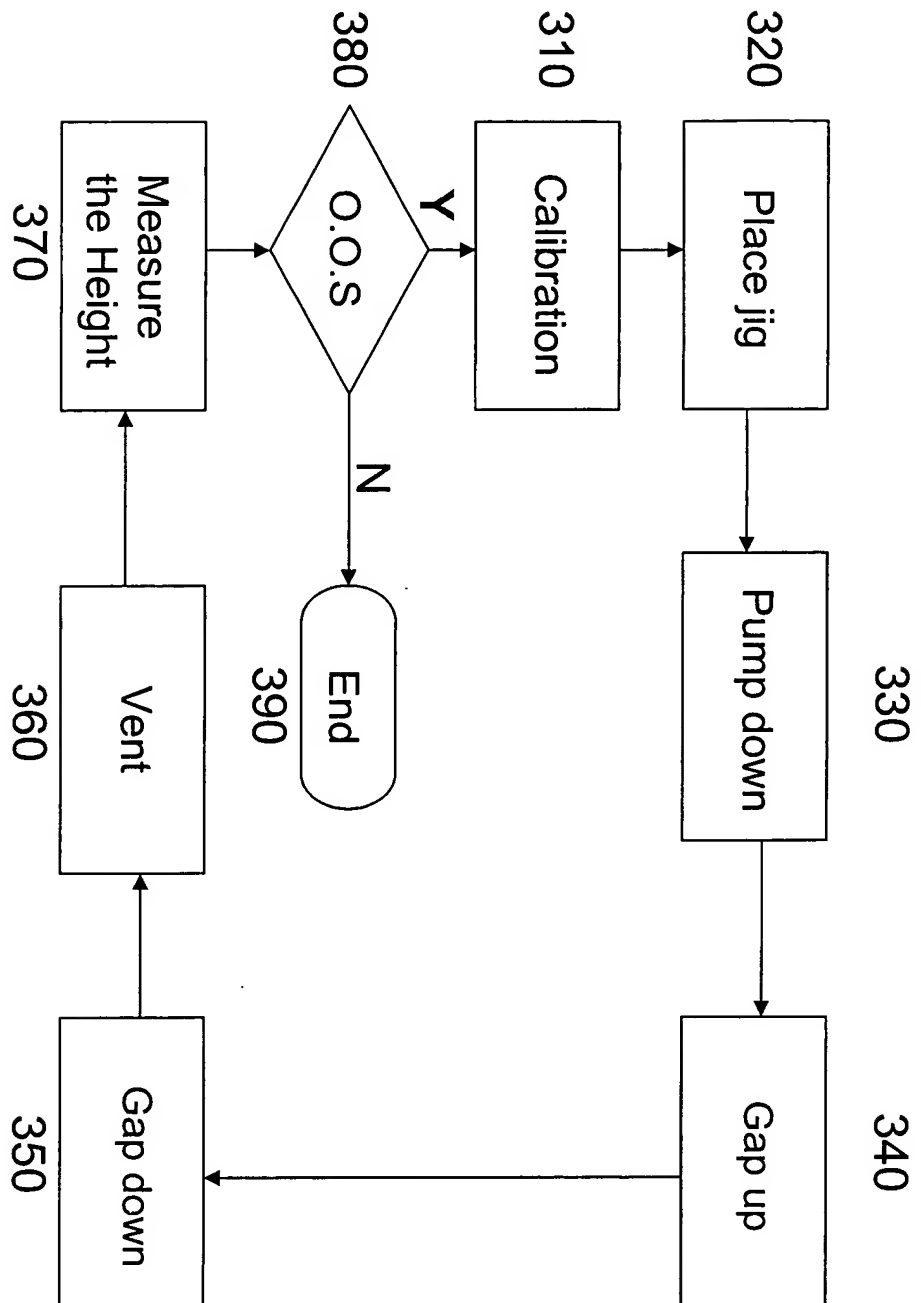 320
Place jig
330
Pump down
340
Gap up
310
Calibration
Y
380
O.O.S
N
End
390
Measure
the Height
370
Vent
360
Gap down
350